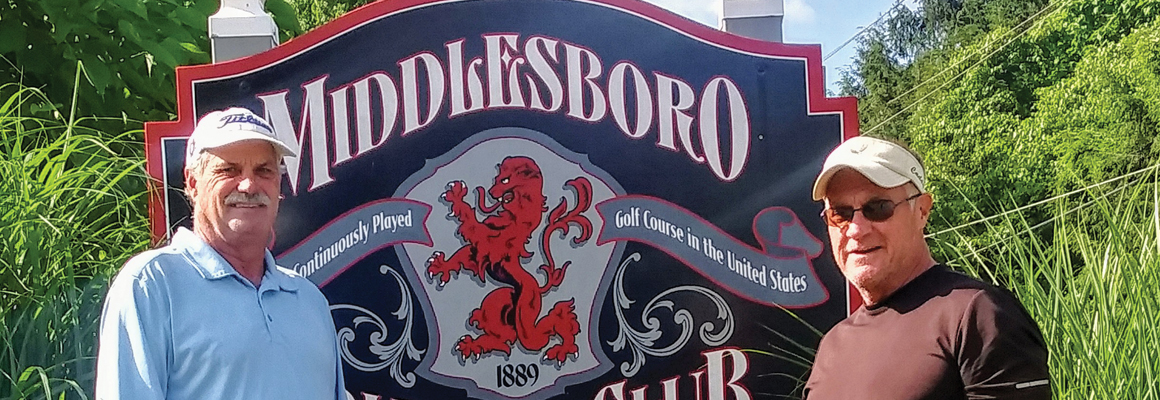 MIDDLESBORO
Titleist
Continuously Played
Golf Course in the United States
1889
CLUB